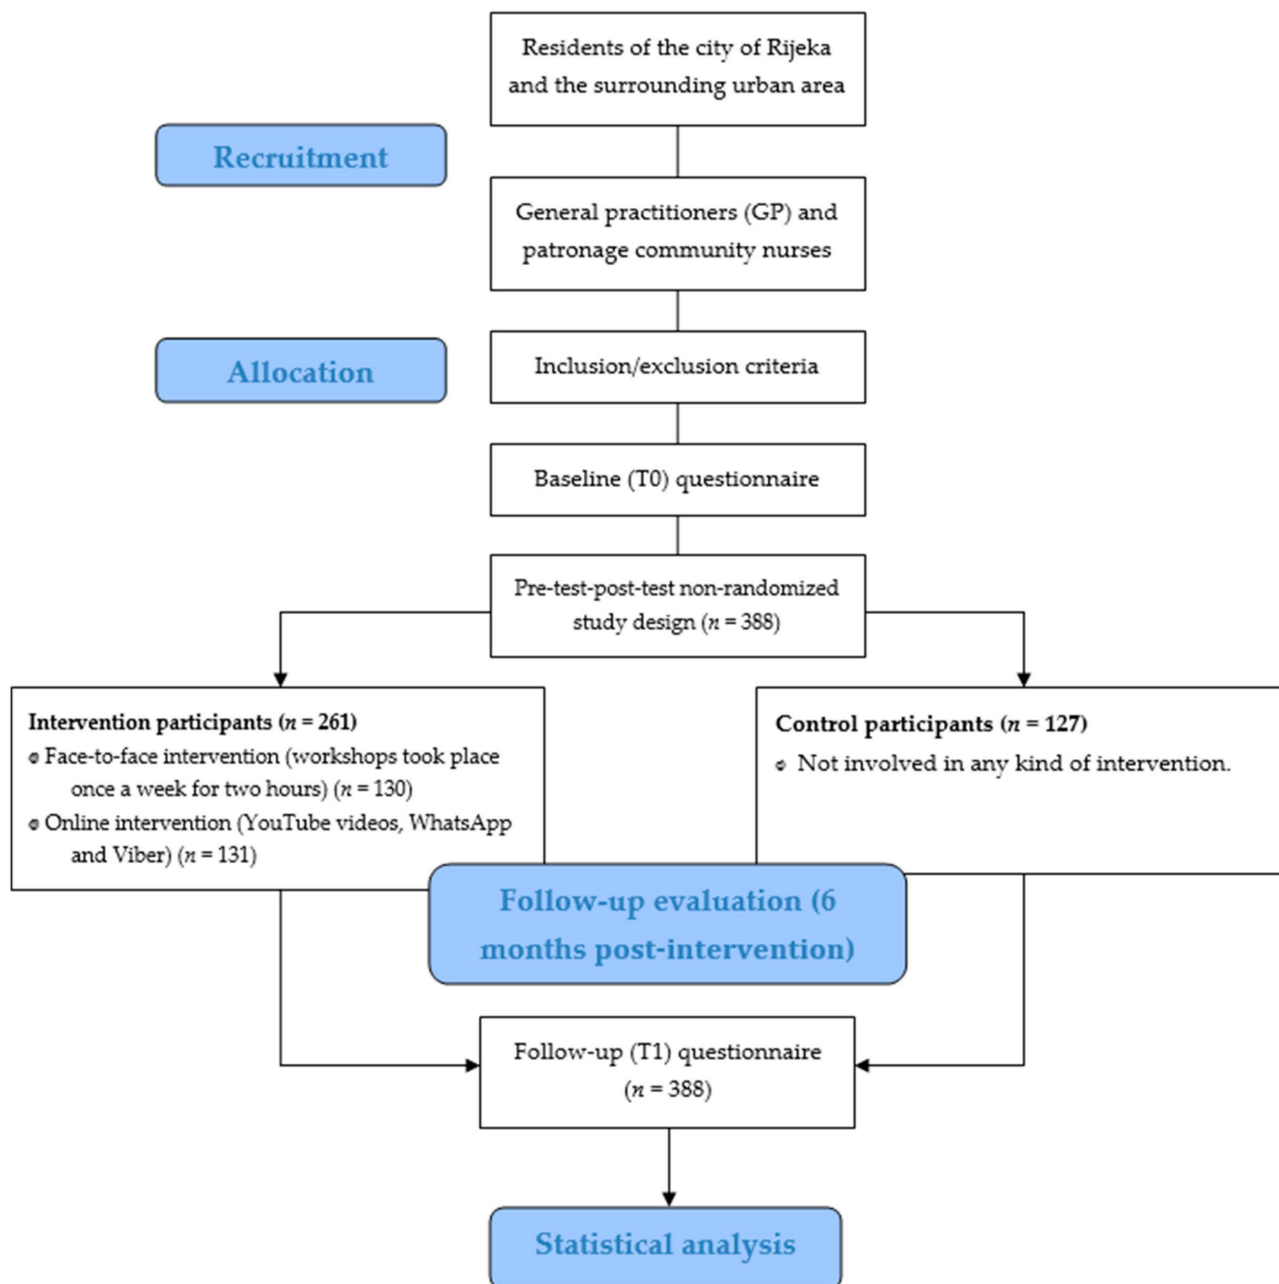 Residents of the city of Rijeka
and the surrounding urban area
Recruitment
General practitioners (GP) and
patronage community nurses
Allocation
Inclusion/exclusion criteria
Baseline (T0) questionnaire
Pre-test-post-test non-randomized
study design (n = 388)
Intervention participants (n = 261)
Face-to-face intervention (workshops took place
once a week for two hours) (n = 130)
Online intervention (YouTube videos, WhatsApp
and Viber) (n = 131)
Control participants (n = 127)
Not involved in any kind of intervention.
Follow-up evaluation (6
months post-intervention)
Follow-up (T1) questionnaire
(n = 388)
Statistical analysis